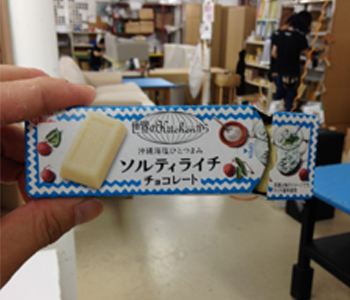 世界のKitchenから
沖縄海塩ひとつまみ
ソルティライチ
チョコレート